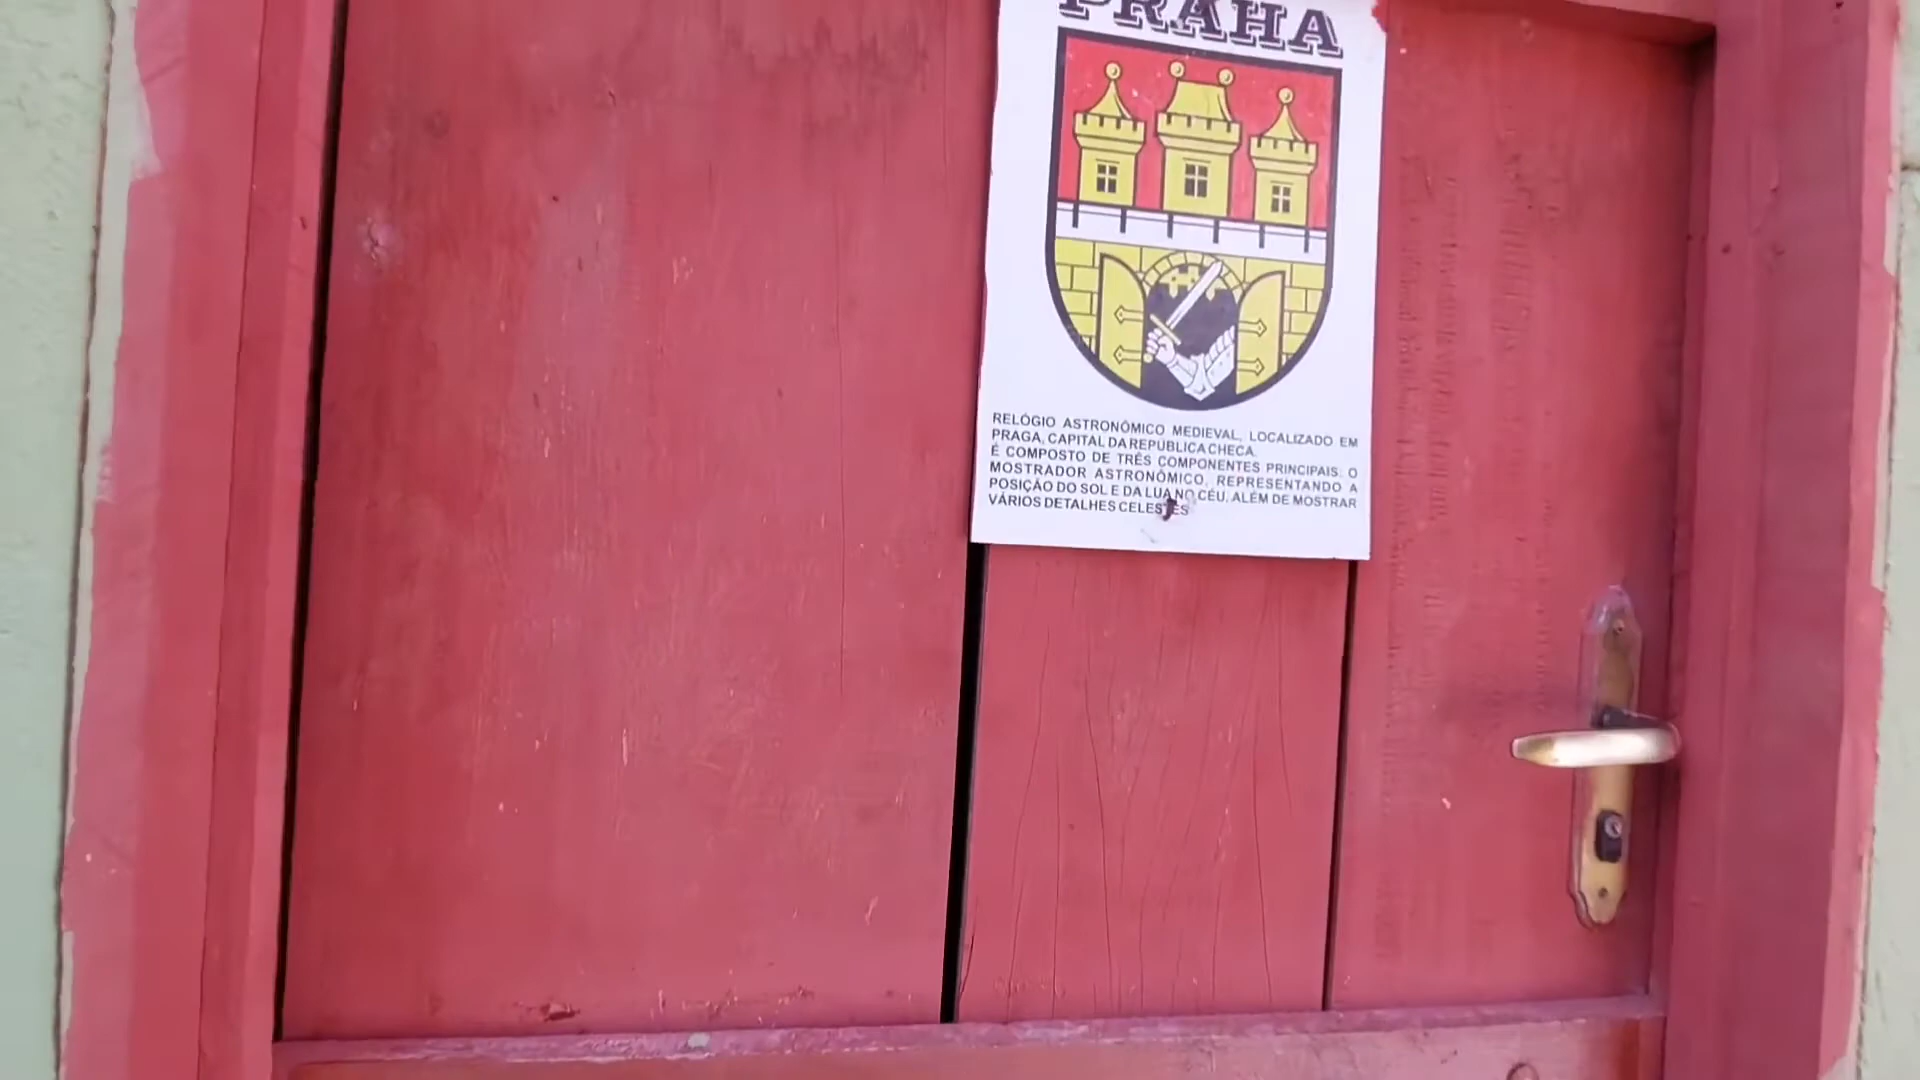 PRAHA
RELÓGIO ASTRONÔMICO MEDIEVAL, LOCALIZADO EM
PRAGA, CAPITAL DA REPÚBLICA CHECA.
É COMPOSTO DE TRÊS COMPONENTES PRINCIPAIS: O
MOSTRADOR ASTRONÔMICO, REPRESENTANDO A
POSIÇÃO DO SOL E DA LUA NO CÉU, ALÉM DE MOSTRAR
VÁRIOS DETALHES CELESTES